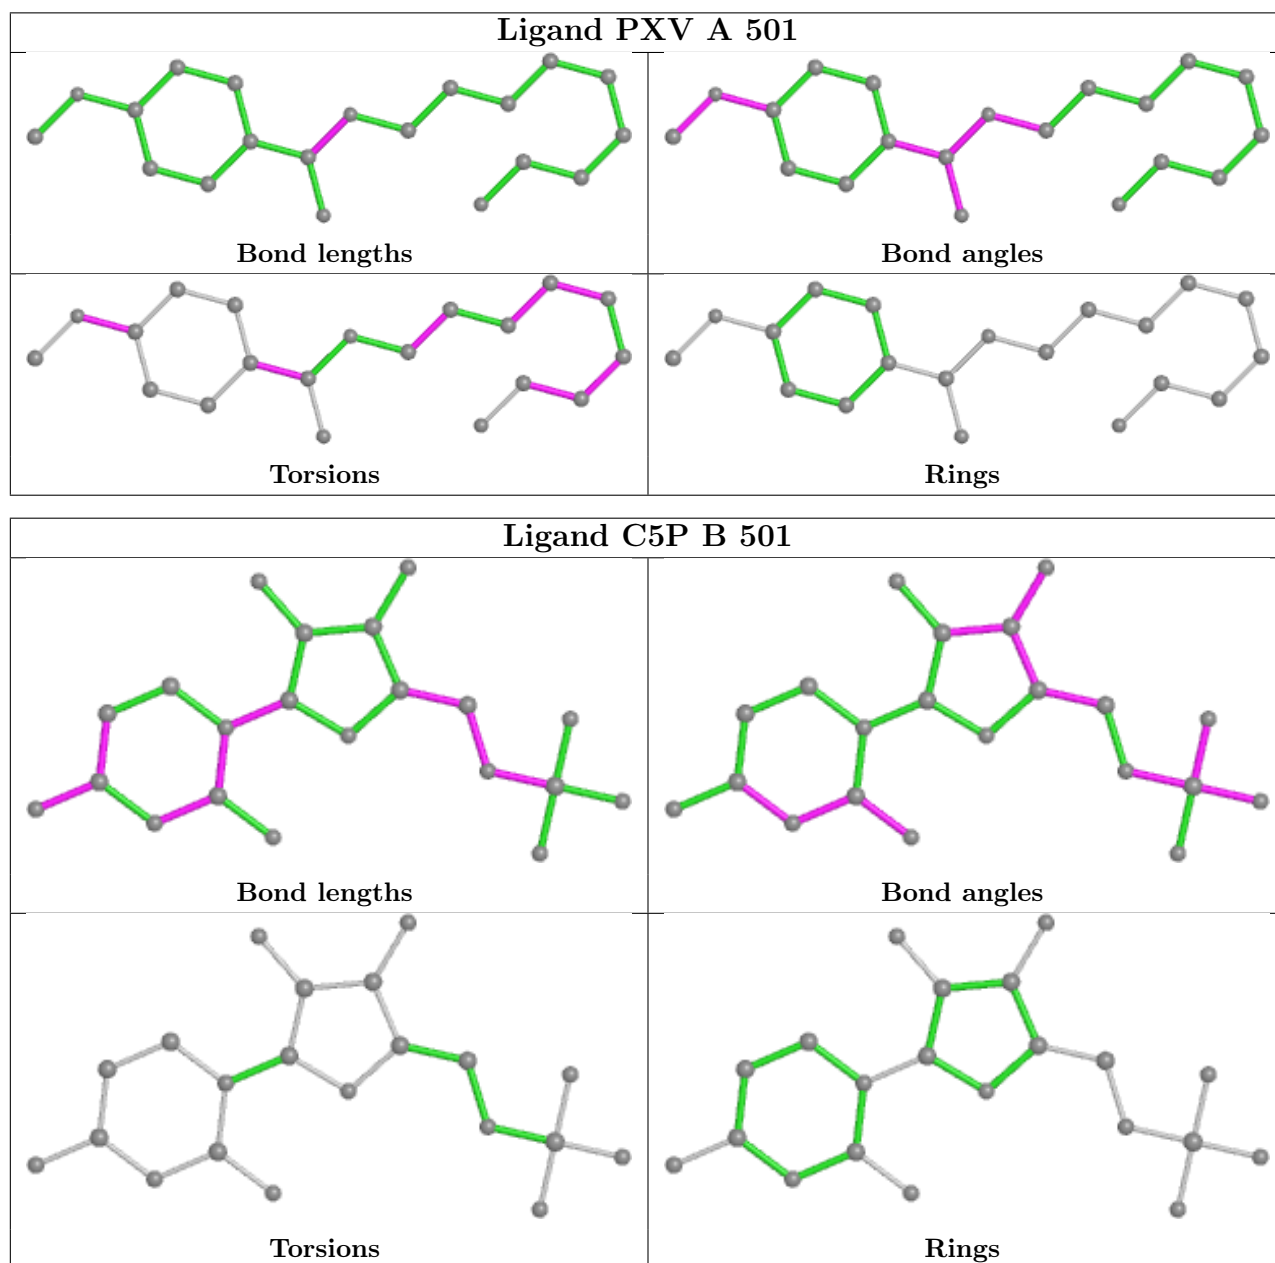 Ligand PXV A 501
Bond lengths
Bond angles
Torsions
Rings
Ligand C5P B 501
Bond lengths
Bond angles
Torsions
Rings